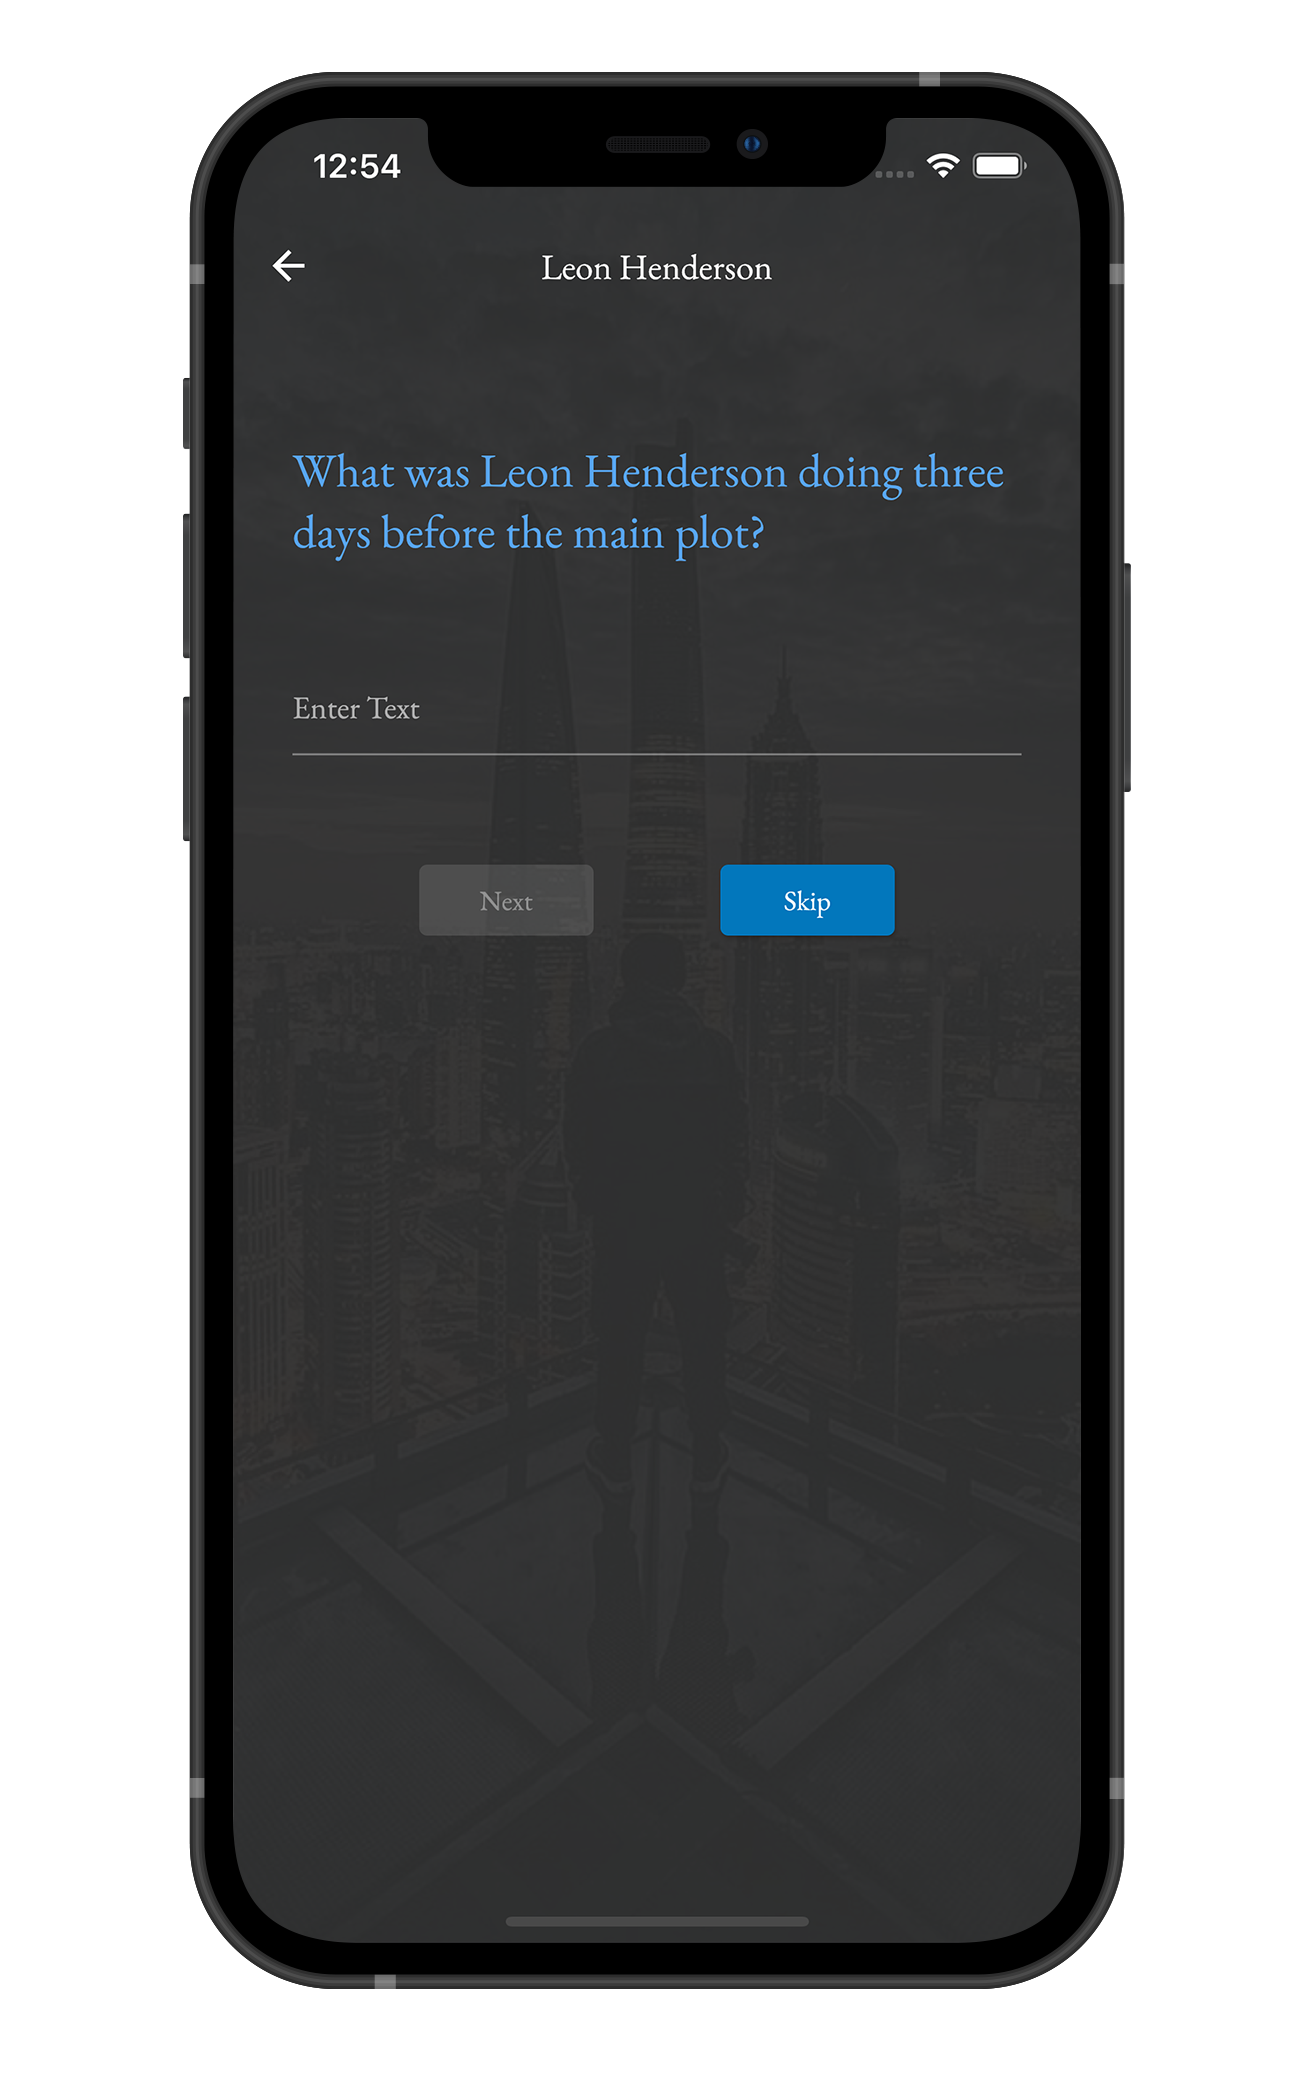 12:54
Leon Henderson
What was Leon Henderson doing three
days before the main plot?
Enter Text
Next
Skip